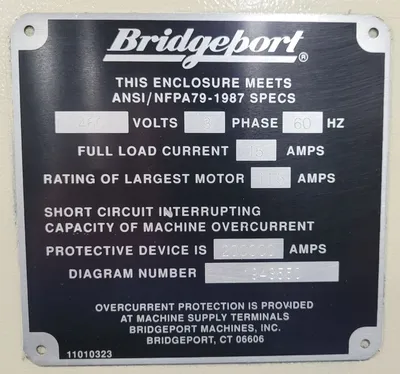 Bridgeport®
THIS ENCLOSURE MEETS
ANSI/NFPA79-1987 SPECS
VOLTS 3 PHASE 60 HZ
FULL LOAD CURRENT AMPS
RATING OF LARGEST MOTOR AMPS
SHORT CIRCUIT INTERRUPTING
CAPACITY OF MACHINE OVERCURRENT
PROTECTIVE DEVICE IS AMPS
DIAGRAM NUMBER
OVERCURRENT PROTECTION IS PROVIDED
AT MACHINE SUPPLY TERMINALS
BRIDGEPORT MACHINES, INC.
BRIDGEPORT, CT 06606
11010323